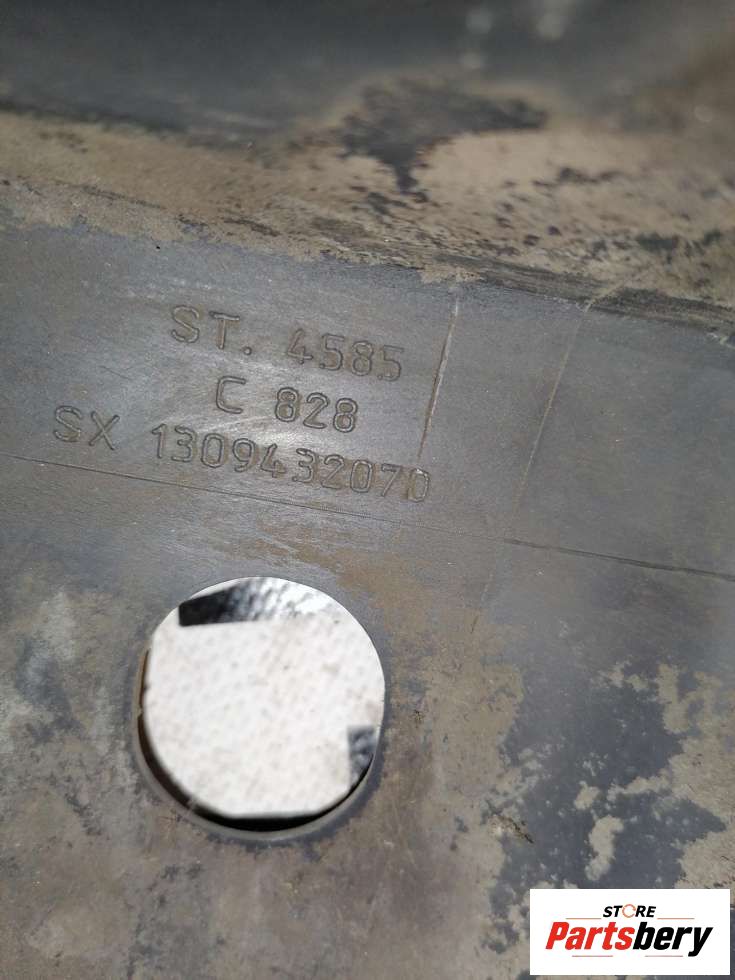 ST. 4585
C 828
SX 1309432070
STORE
Partsbery